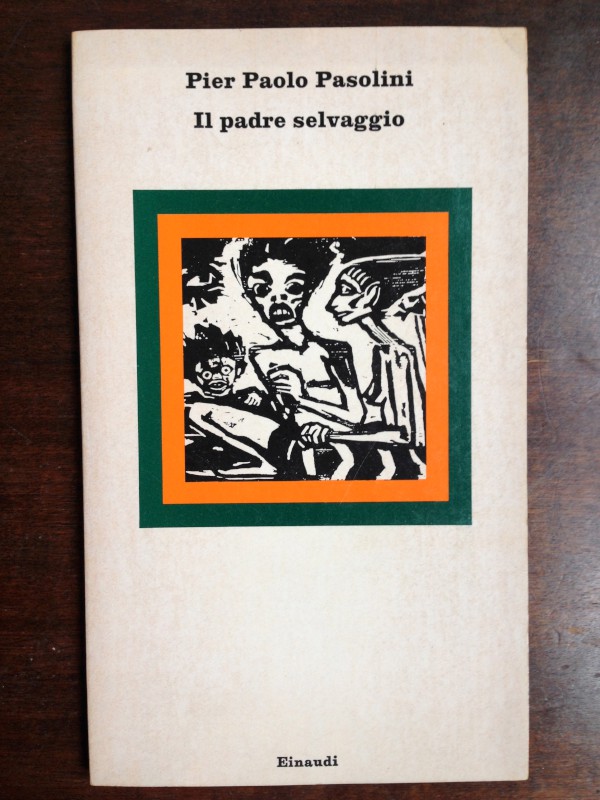 Pier Paolo Pasolini
Il padre selvaggio
Einaudi